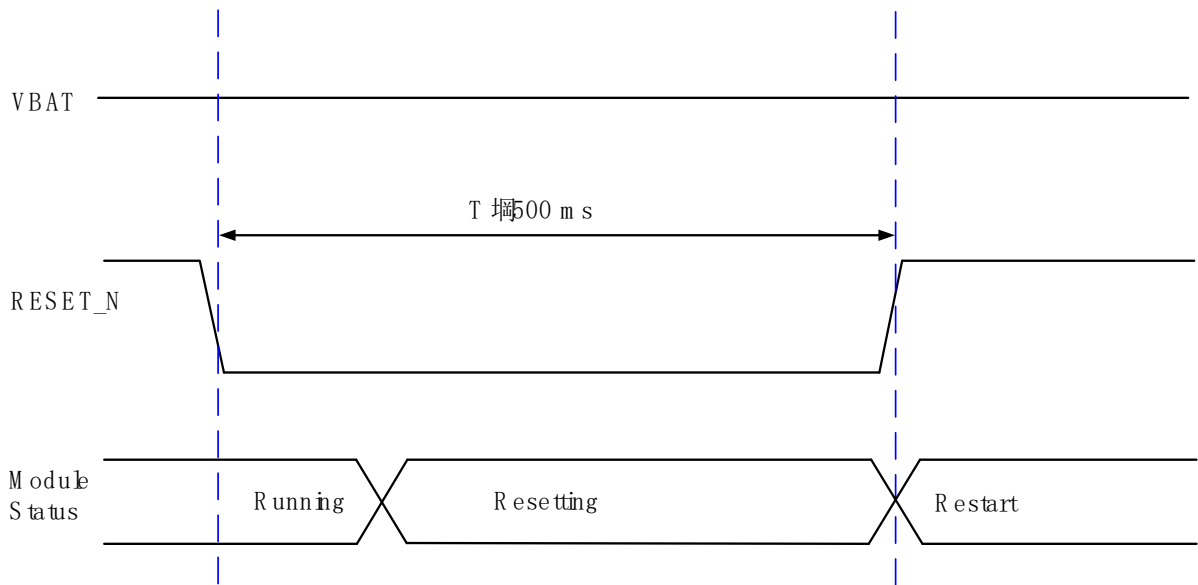 VBAT
T 堈500 ms
RESET_N
Module
Status
Running
Resetting
Restart